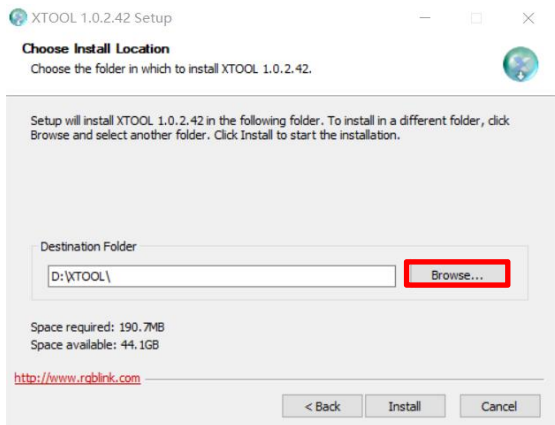 XTOOL 1.0.2.42 Setup
Choose Install Location
Choose the folder in which to install XTOOL 1.0.2.42.
Setup will install XTOOL 1.0.2.42 in the following folder. To install in a different folder, click
Browse and select another folder. Click Install to start the installation.
Destination Folder
D:\XTOOL\
Browse...
Space required: 190.7MB
Space available: 44.1GB
http://www.rgblink.com
< Back
Install
Cancel